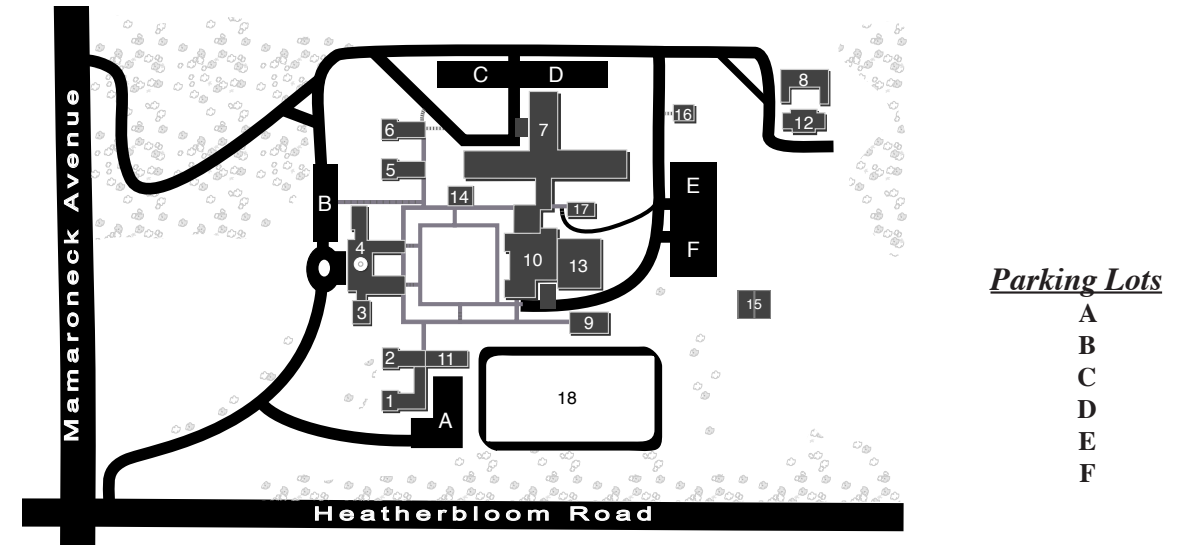 Mamaroneck Avenue
C D
8
16
12
6
7
5
E
14
B
17
4
F
10
13
3
15
9
2
11
18
1
A
Heatherbloom Road
Parking Lots
A
B
C
D
E
F